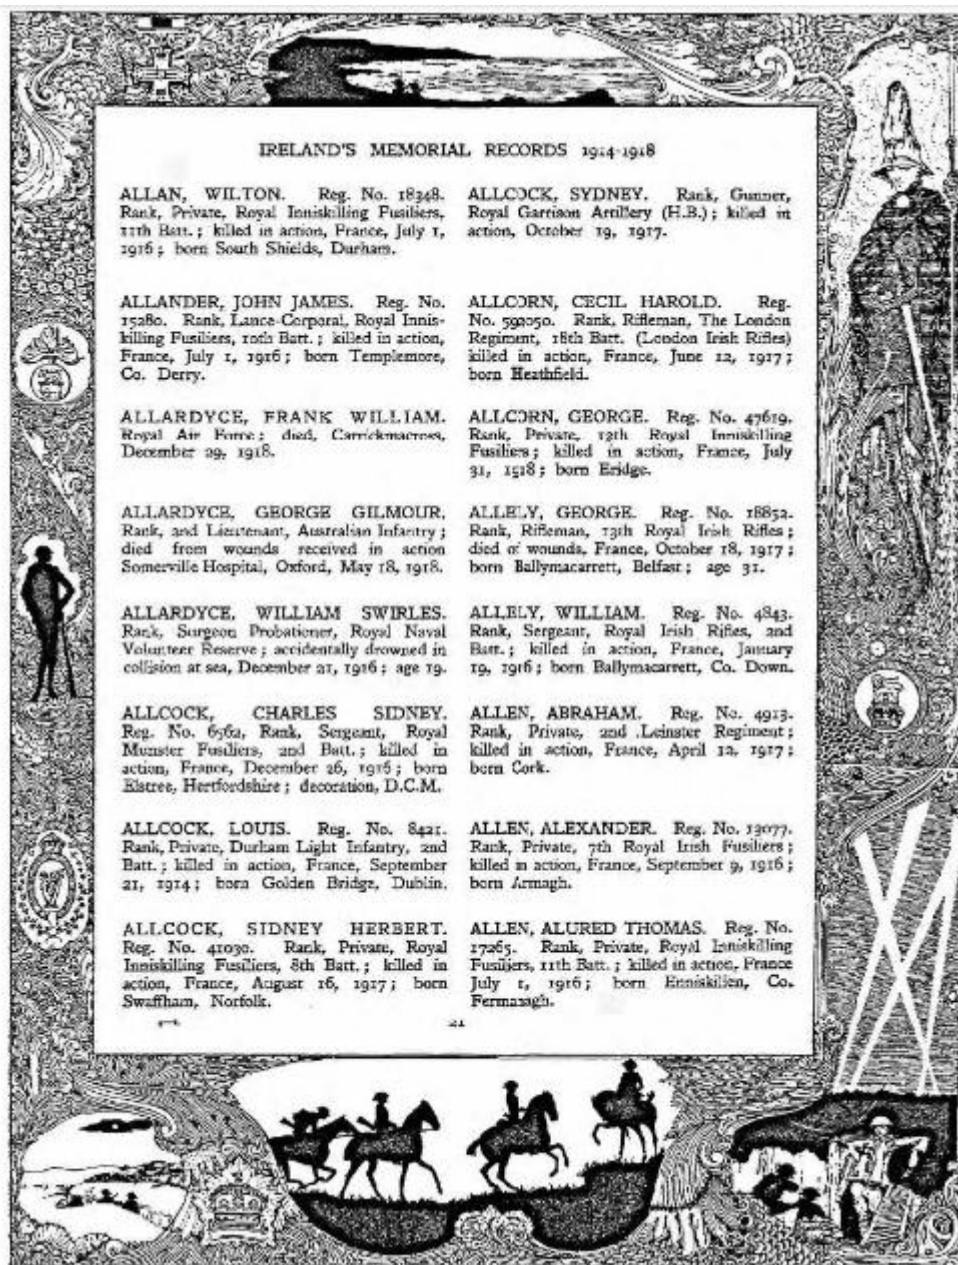 IRELAND'S MEMORIAL RECORDS 1914-1918
ALLAN, WILTON. Reg. No. 18348.
Rank, Private, Royal Inniskilling Fusiliers,
11th Batt.; killed in action, France, July 1,
1916; born South Shields, Durham.
ALLANDER, JOHN JAMES. Reg. No.
15280. Rank, Lance-Corporal, Royal Innis-
killing Fusiliers, 10th Batt.; killed in action,
France, July 1, 1916; born Templemore,
Co. Derry.
ALLARDYCE, FRANK WILLIAM.
Royal Air Force; died, Carrickmacross,
December 29, 1918.
ALLARDYCE, GEORGE GILMOUR.
Rank, 2nd Lieutenant, Australian Infantry;
died from wounds received in action
Somerville Hospital, Oxford, May 18, 1918.
ALLARDYCE, WILLIAM SWIRLES.
Rank, Surgeon Probationer, Royal Naval
Volunteer Reserve; accidentally drowned in
collision at sea, December 21, 1916; age 19.
ALLCOCK, CHARLES SIDNEY.
Reg. No. 6562, Rank, Sergeant, Royal
Munster Fusiliers, 2nd Batt.; killed in
action, France, December 26, 1916; born
Elstree, Hertfordshire; decoration, D.C.M.
ALLCOCK, LOUIS. Reg. No. 8421.
Rank, Private, Durham Light Infantry, 2nd
Batt.; killed in action, France, September
21, 1914; born Golden Bridge, Dublin.
ALLCOCK, SIDNEY HERBERT.
Reg. No. 41030. Rank, Private, Royal
Inniskilling Fusiliers, 8th Batt.; killed in
action, France, August 16, 1917; born
Swaffham, Norfolk.
ALLCOCK, SYDNEY. Rank, Gunner,
Royal Garrison Artillery (H.B.); killed in
action, October 19, 1917.
ALLCORN, CECIL HAROLD. Reg.
No. 592050. Rank, Rifleman, The London
Regiment, 18th Batt. (London Irish Rifles)
killed in action, France, June 12, 1917;
born Heathfield.
ALLCORN, GEORGE. Reg. No. 47619.
Rank, Private, 13th Royal Inniskilling
Fusiliers; killed in action, France, July
31, 1918; born Eridge.
ALLELY, GEORGE. Reg. No. 18852.
Rank, Rifleman, 13th Royal Irish Rifles;
died of wounds, France, October 18, 1917;
born Ballymacarrett, Belfast; age 31.
ALLELY, WILLIAM. Reg. No. 4843.
Rank, Sergeant, Royal Irish Rifles, 2nd
Batt.; killed in action, France, January
19, 1916; born Ballymacarrett, Co. Down.
ALLEN, ABRAHAM. Reg. No. 4913.
Rank, Private, 2nd Leinster Regiment;
killed in action, France, April 12, 1917;
born Cork.
ALLEN, ALEXANDER. Reg. No. 13077.
Rank, Private, 7th Royal Irish Fusiliers;
killed in action, France, September 9, 1916;
born Armagh.
ALLEN, ALURED THOMAS. Reg. No.
17265. Rank, Private, Royal Inniskilling
Fusiliers, 11th Batt.; killed in action, France
July 1, 1916; born Enniskillen, Co.
Fermanagh.
21